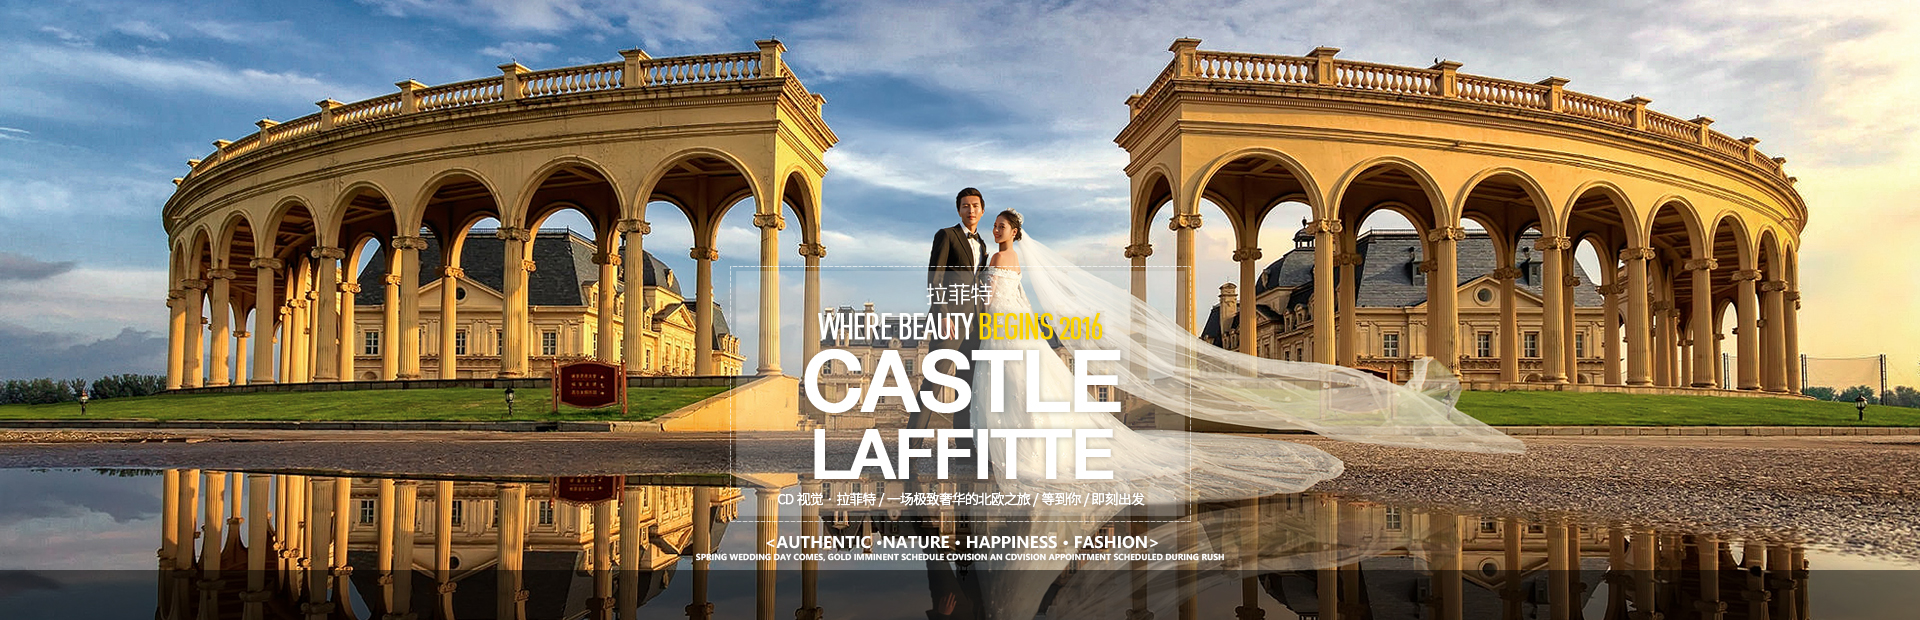 拉菲特
WHERE BEAUTY BEGINS 2016
CASTLE
LAFFITTE
CD 视觉 · 拉菲特 / 一场极致奢华的北欧之旅 / 等到你 / 即刻出发
<AUTHENTIC •NATURE • HAPPINESS • FASHION>
SPRING WEDDING DAY COMES, GOLD IMMINENT SCHEDULE CDVISION AN CDVISION APPOINTMENT SCHEDULED DURING RUSH